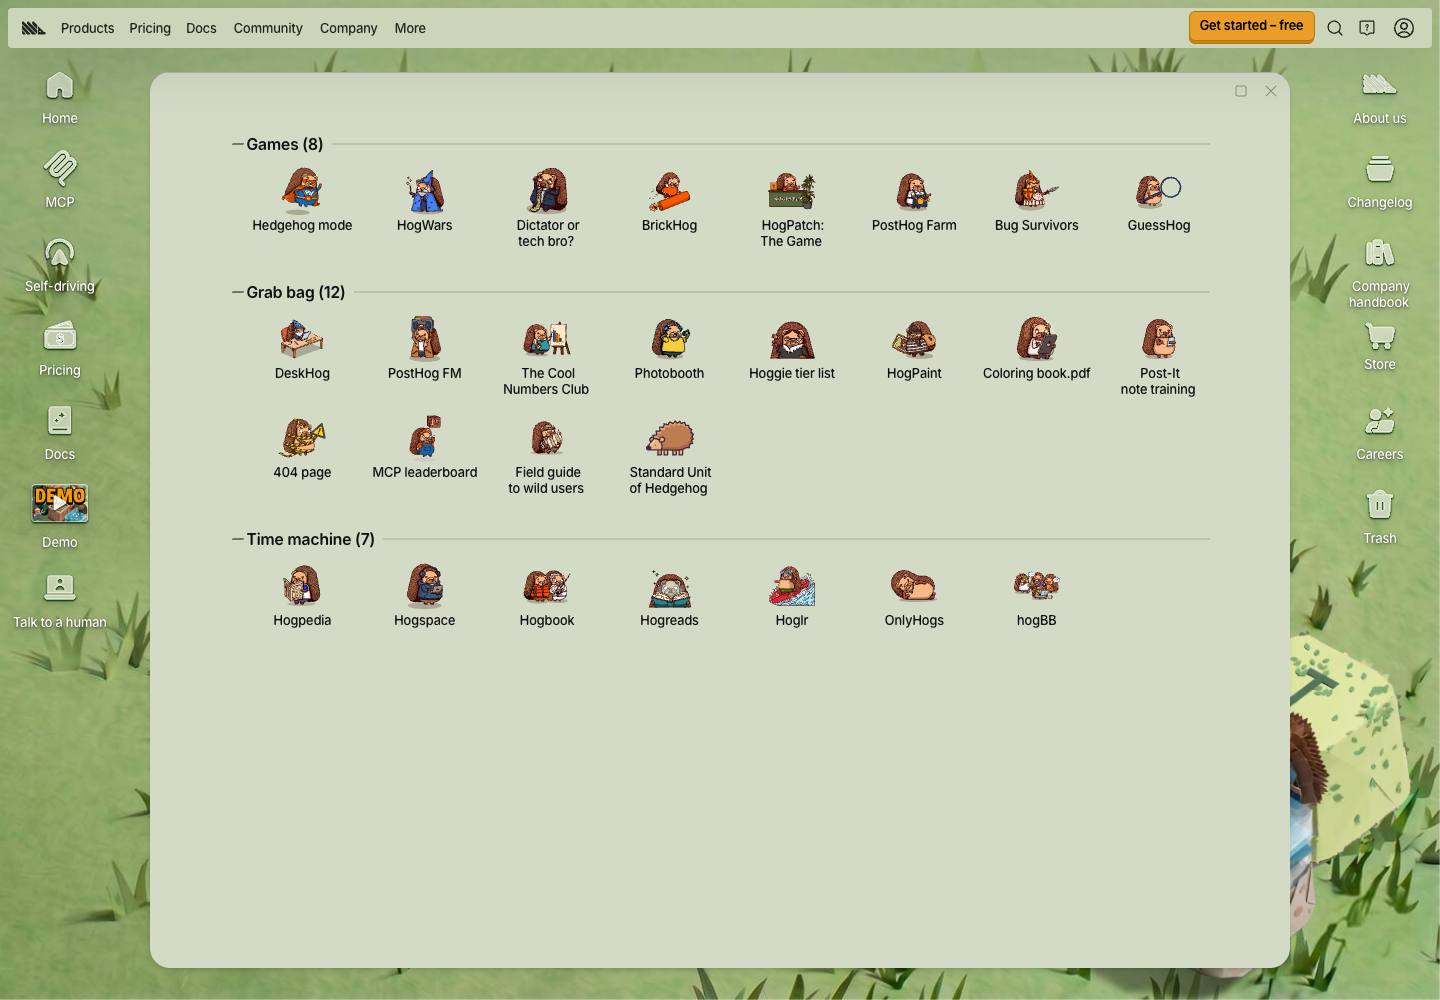 Products Pricing Docs Community Company More
Get started – free
Home
MCP
Self-driving
Pricing
Docs
DEMO
Demo
Talk to a human
Games (8)
Hedgehog mode
HogWars
Dictator or
tech bro?
BrickHog
HogPatch:
The Game
PostHog Farm
Bug Survivors
GuessHog
Grab bag (12)
DeskHog
PostHog FM
The Cool
Numbers Club
Photobooth
Hoggie tier list
HogPaint
Coloring book.pdf
Post-It
note training
404 page
MCP leaderboard
Field guide
to wild users
Standard Unit
of Hedgehog
Time machine (7)
Hogpedia
Hogspace
Hogbook
Hogreads
Hoglr
OnlyHogs
hogBB
About us
Changelog
Company
handbook
Store
Careers
Trash